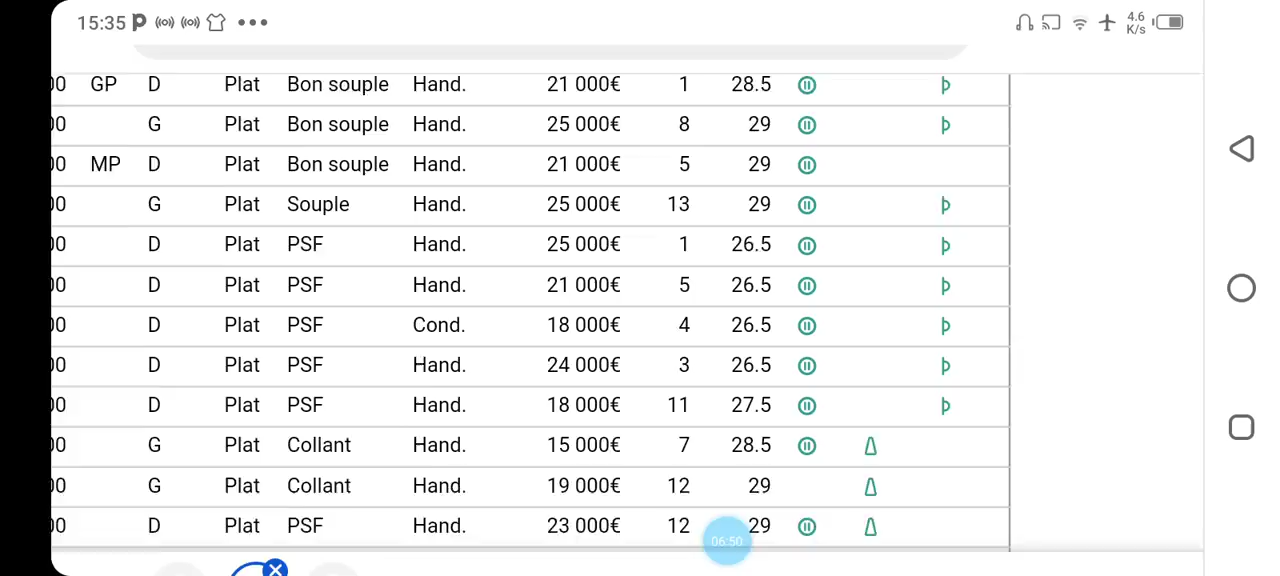 15:35
4.6
K/s
00 GP D Plat Bon souple Hand. 21 000€ 1 28.5
00 G Plat Bon souple Hand. 25 000€ 8 29
00 MP D Plat Bon souple Hand. 21 000€ 5 29
00 G Plat Souple Hand. 25 000€ 13 29
00 D Plat PSF Hand. 25 000€ 1 26.5
00 D Plat PSF Hand. 21 000€ 5 26.5
00 D Plat PSF Cond. 18 000€ 4 26.5
00 D Plat PSF Hand. 24 000€ 3 26.5
00 D Plat PSF Hand. 18 000€ 11 27.5
00 G Plat Collant Hand. 15 000€ 7 28.5
00 G Plat Collant Hand. 19 000€ 12 29
00 D Plat PSF Hand. 23 000€ 12 29
06:50